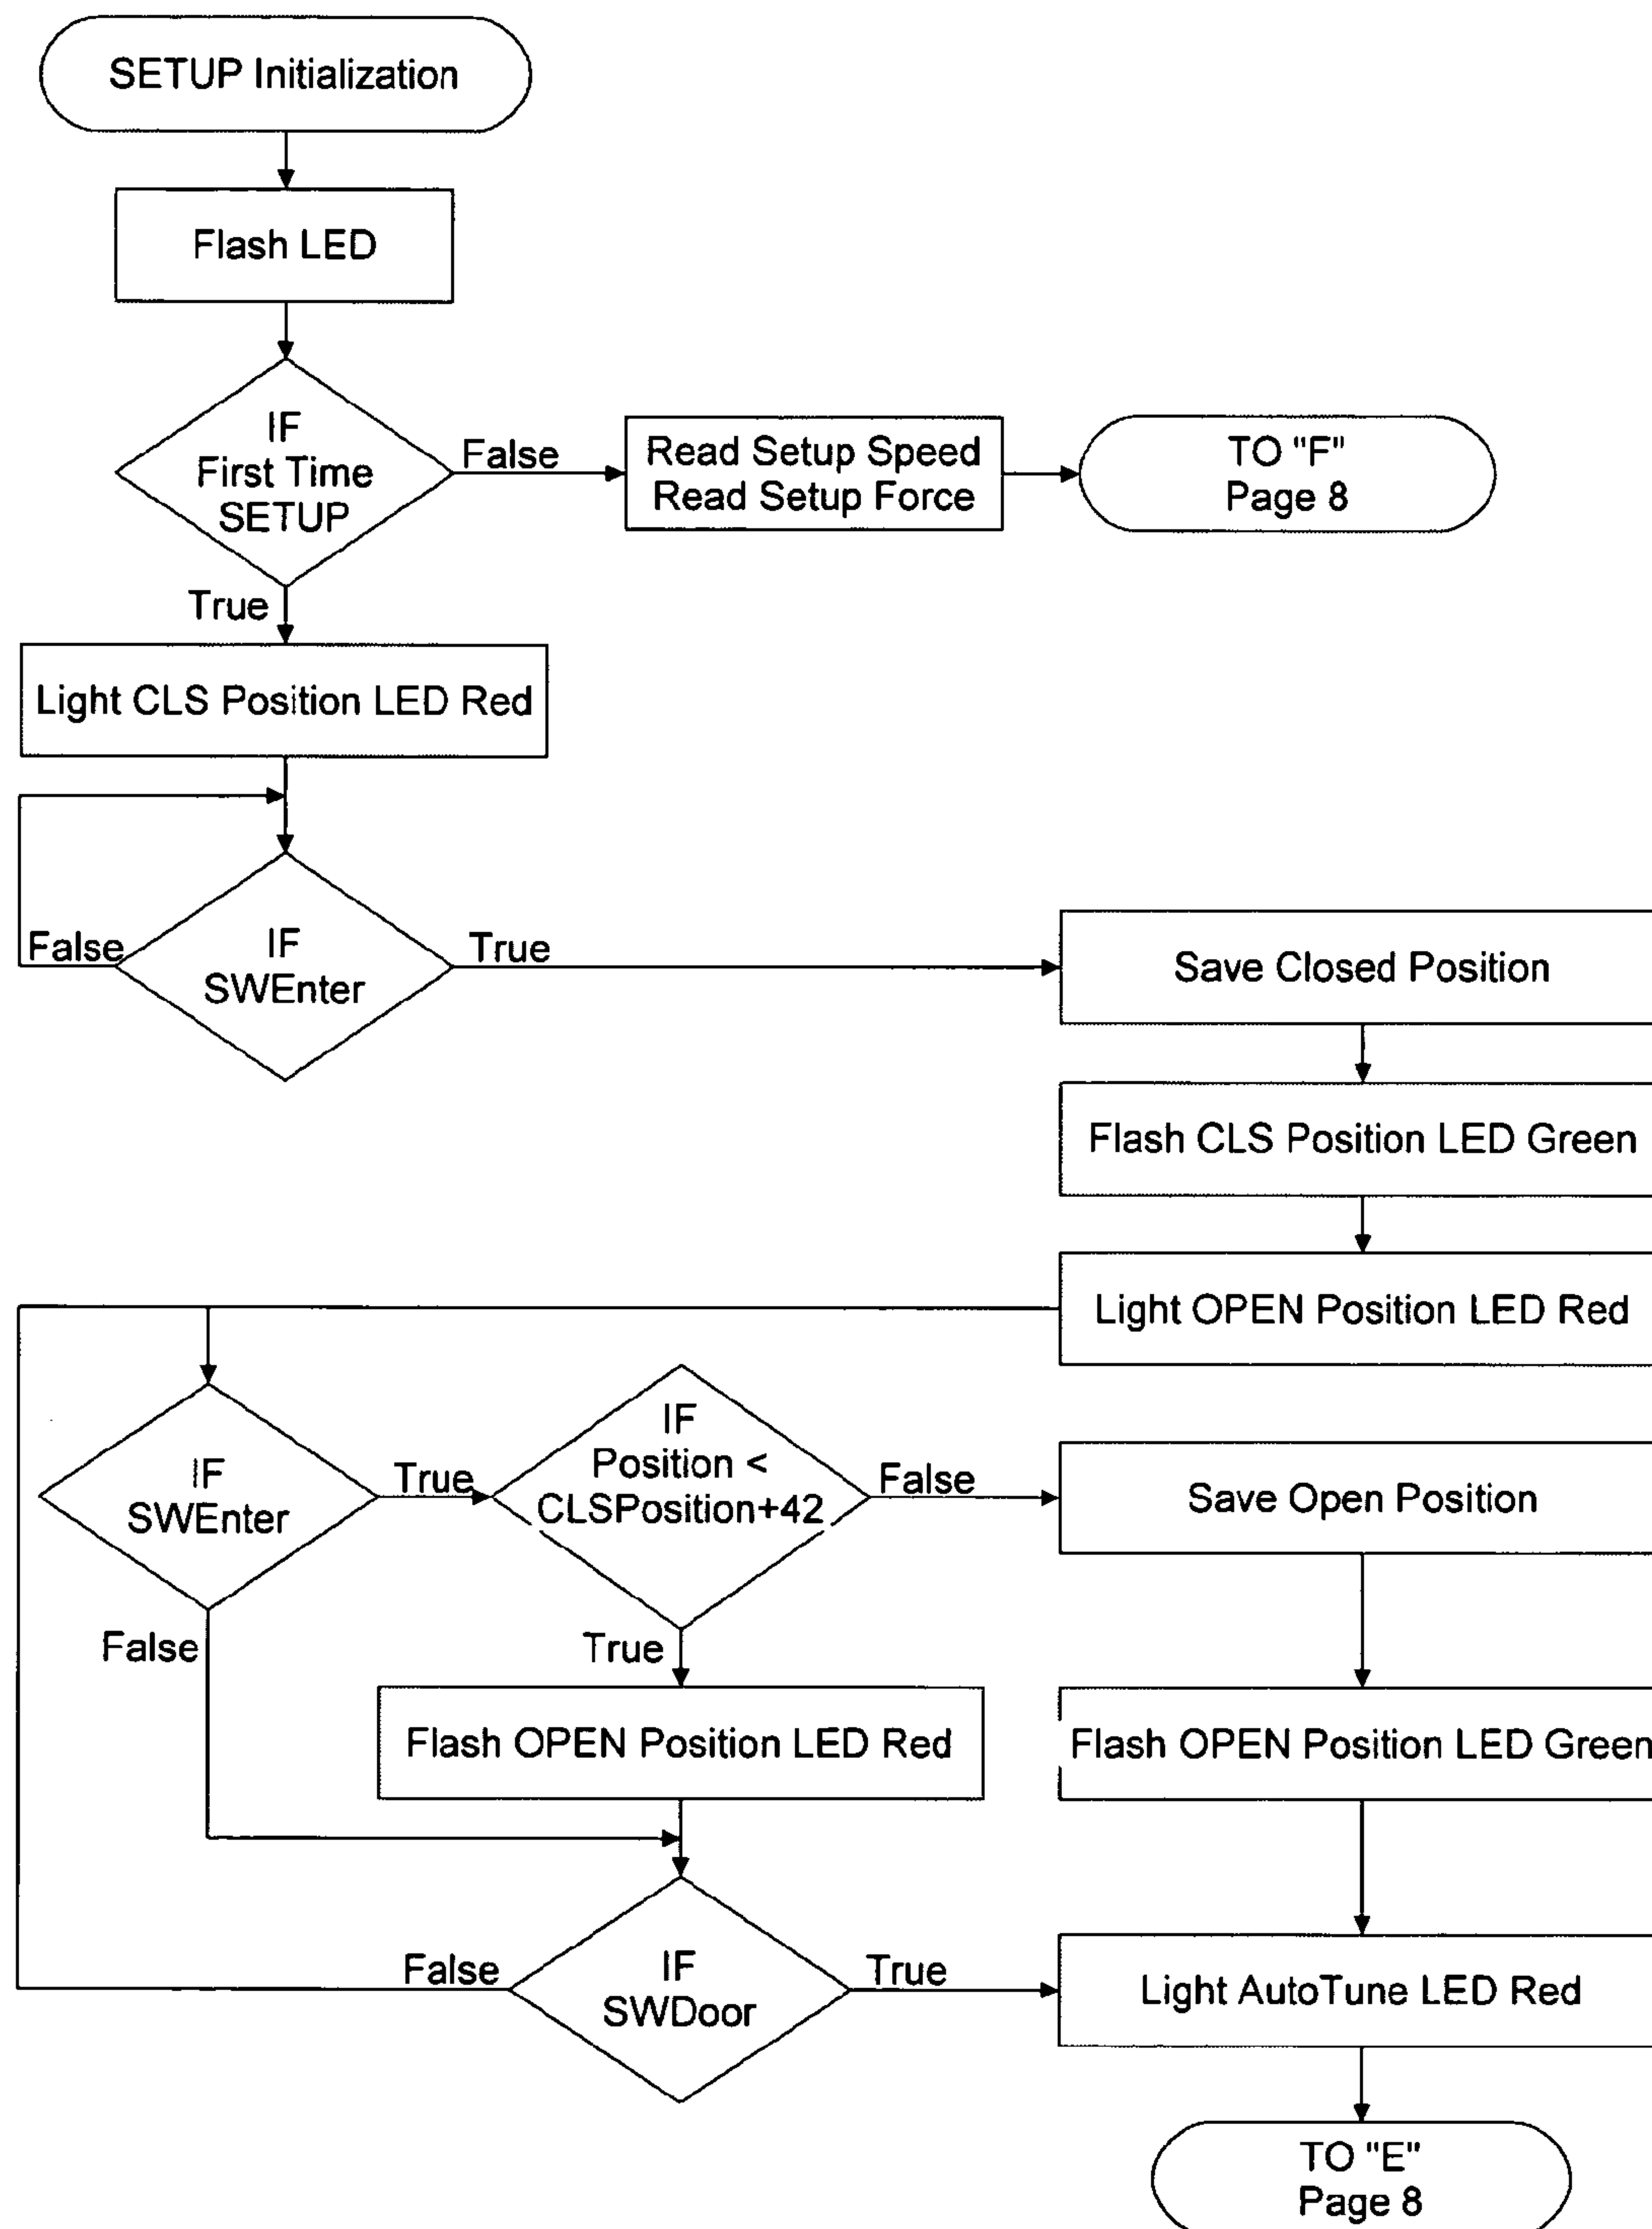 SETUP Initialization
Flash LED
IF
First Time
SETUP
False
Read Setup Speed
Read Setup Force
TO "F"
Page 8
True
Light CLS Position LED Red
False
IF
SWEnter
True
Save Closed Position
Flash CLS Position LED Green
Light OPEN Position LED Red
IF
SWEnter
True
IF
Position <
CLSPosition+42
False
Save Open Position
False
True
Flash OPEN Position LED Red
Flash OPEN Position LED Green
False
IF
SWDoor
True
Light AutoTune LED Red
TO "E"
Page 8